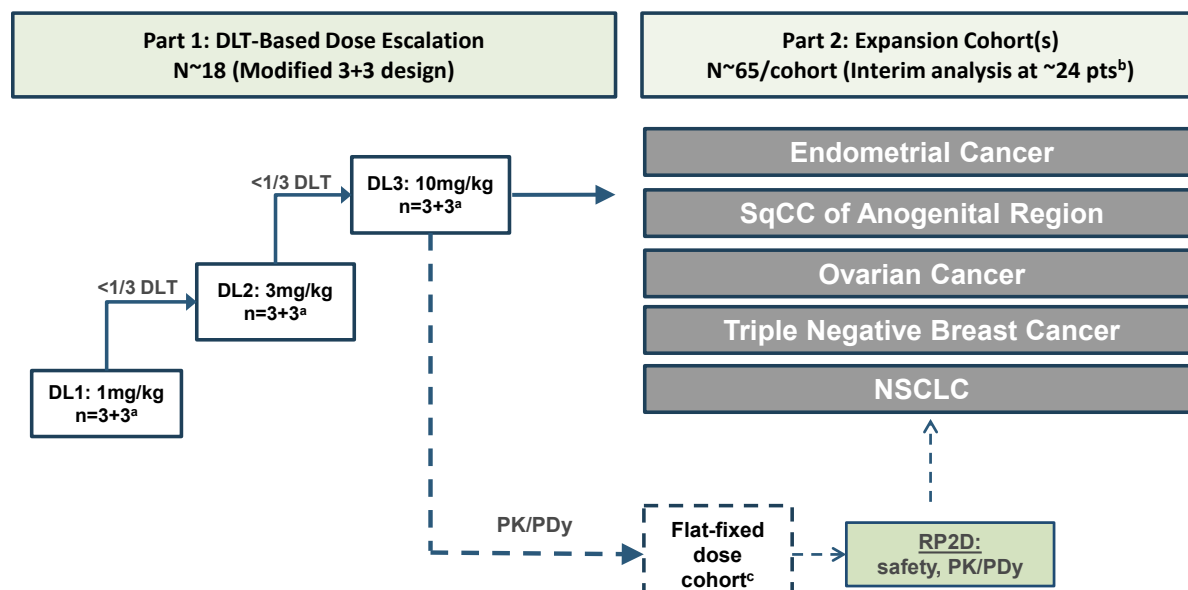 Part 1: DLT-Based Dose Escalation
N~18 (Modified 3+3 design)
Part 2: Expansion Cohort(s)
N~65/cohort (Interim analysis at ~24 ptsᵇ)
<1/3 DLT
DL3: 10mg/kg
n=3+3ᵃ
<1/3 DLT
DL2: 3mg/kg
n=3+3ᵃ
DL1: 1mg/kg
n=3+3ᵃ
Endometrial Cancer
SqCC of Anogenital Region
Ovarian Cancer
Triple Negative Breast Cancer
NSCLC
PK/PDy
Flat-fixed
dose
cohortᶜ
RP2D:
safety, PK/PDy